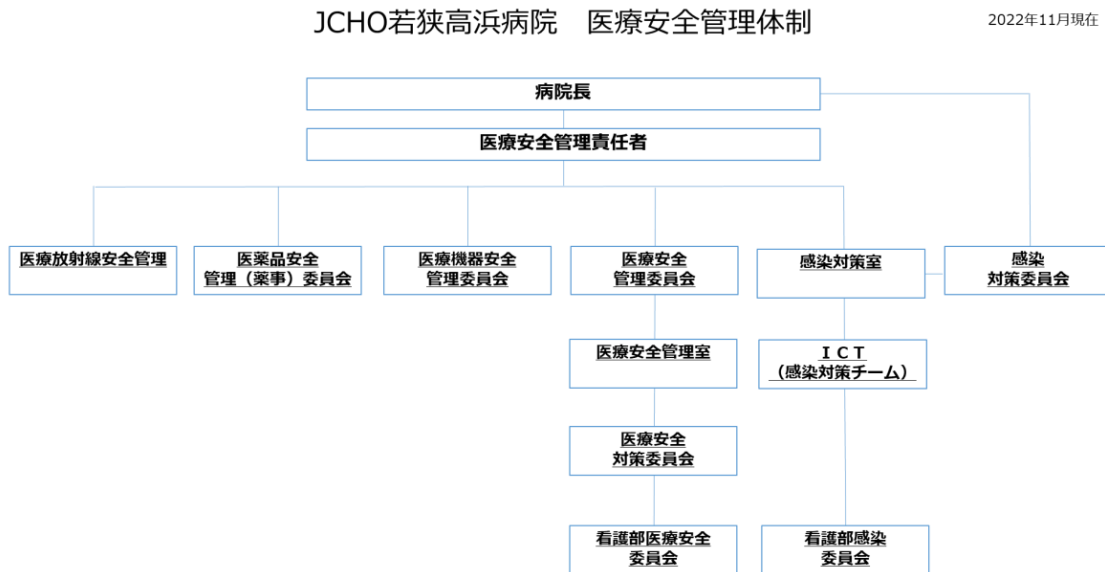 JCHO若狭高浜病院　医療安全管理体制
2022年11月現在
病院長
医療安全管理責任者
医療放射線安全管理
医薬品安全
管理（薬事）委員会
医療機器安全
管理委員会
医療安全
管理委員会
感染対策室
感染
対策委員会
医療安全管理室
ＩＣＴ
（感染対策チーム）
医療安全
対策委員会
看護部医療安全
委員会
看護部感染
委員会